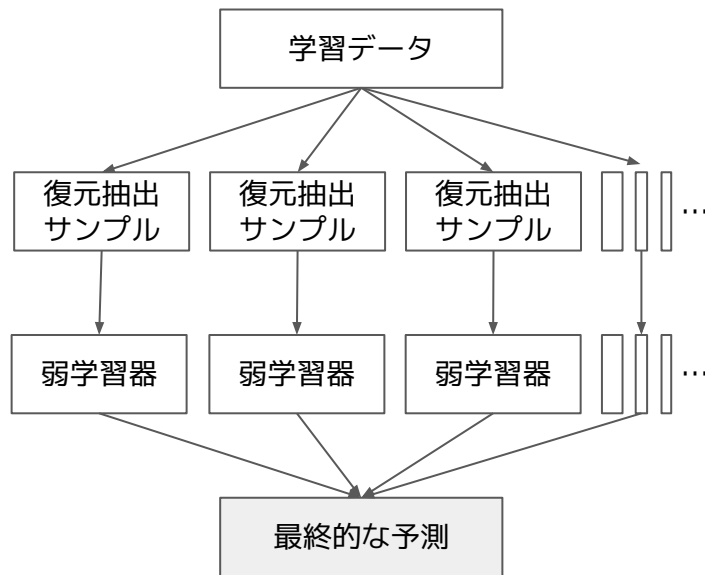 学習データ
復元抽出
サンプル
復元抽出
サンプル
復元抽出
サンプル
…
弱学習器
弱学習器
弱学習器
…
最終的な予測